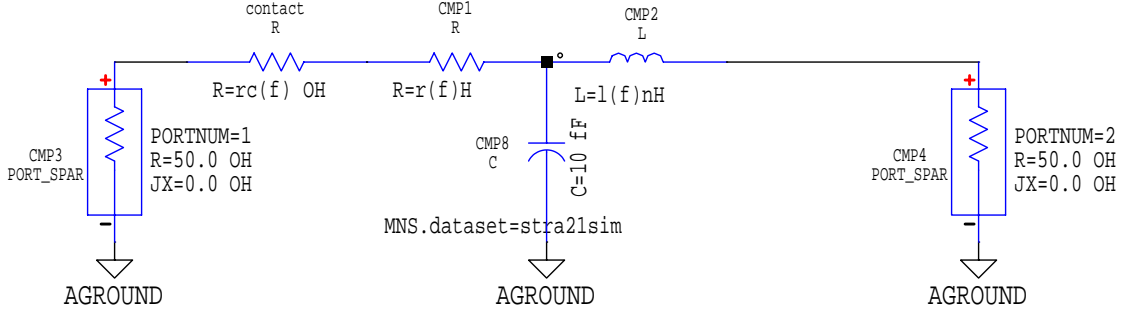 contact
R
CMP1
R
CMP2
L
R=rc(f) OH
R=r(f)H
L=l(f)nH
+
+
CMP3
PORT_SPAR
PORTNUM=1
R=50.0 OH
JX=0.0 OH
CMP8
C
C=10 fF
CMP4
PORT_SPAR
PORTNUM=2
R=50.0 OH
JX=0.0 OH
-
-
MNS.dataset=stra21sim
AGROUND
AGROUND
AGROUND